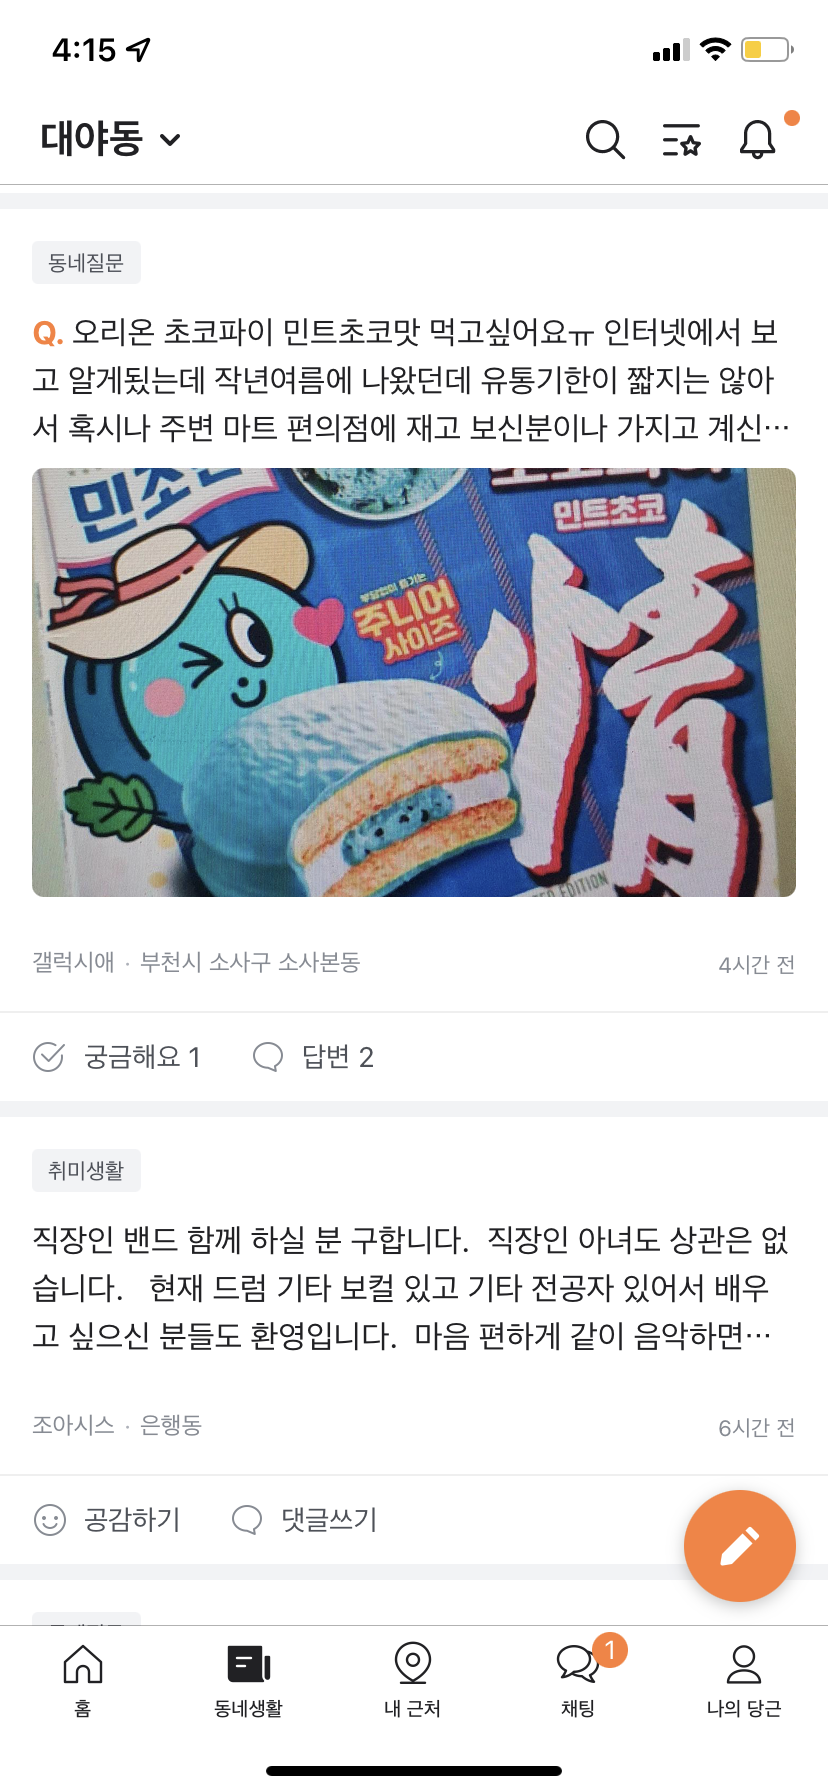 4:15
대야동
동네질문
Q. 오리온 초코파이 민트초코맛 먹고싶어요ㅠ 인터넷에서 보
고 알게됬는데 작년여름에 나왔던데 유통기한이 짧지는 않아
서 혹시나 주변 마트 편의점에 재고 보신분이나 가지고 계신…
민초단
민트초코
부담없이 즐기는
주니어
사이즈
情
EDITION
갤럭시애 · 부천시 소사구 소사본동
4시간 전
궁금해요 1
답변 2
취미생활
직장인 밴드 함께 하실 분 구합니다. 직장인 아녀도 상관은 없
습니다. 현재 드럼 기타 보컬 있고 기타 전공자 있어서 배우
고 싶으신 분들도 환영입니다. 마음 편하게 같이 음악하면…
조아시스 · 은행동
6시간 전
공감하기
댓글쓰기
1
홈
동네생활
내 근처
채팅
나의 당근